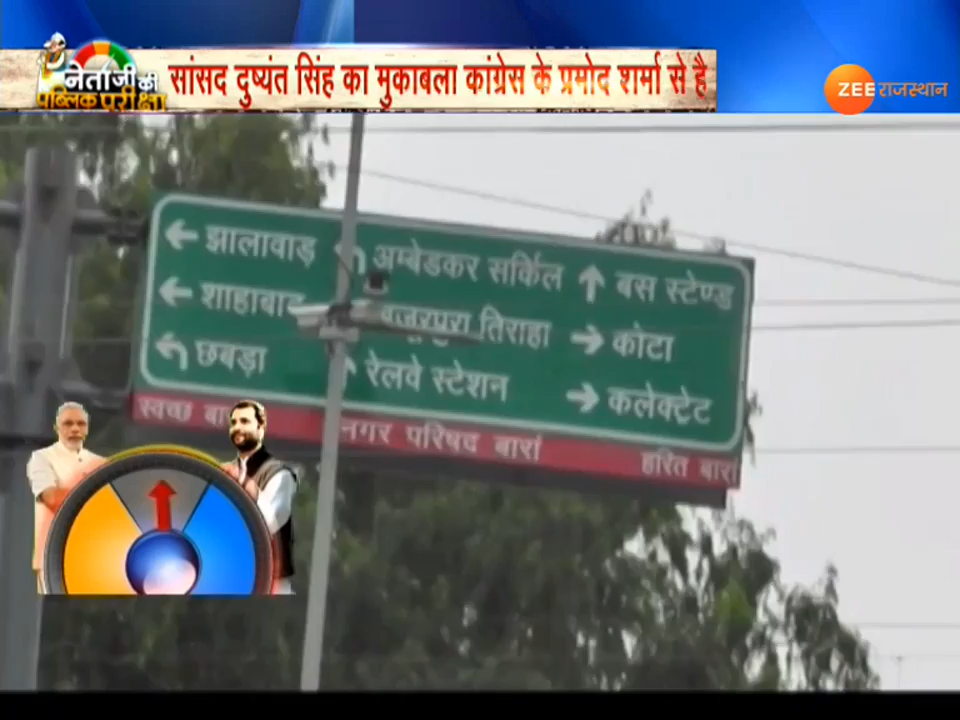 नेताजी की
पब्लिक परीक्षा
सांसद दुष्यंत सिंह का मुकाबला कांग्रेस के प्रमोद शर्मा से है
ZEE राजस्थान
झालावाड़
शाहाबाद
छबड़ा
अम्बेडकर सर्किल
तिराहा
रेलवे स्टेशन
बस स्टेण्ड
कोटा
कलेक्ट्रेट
स्वच्छ
नगर परिषद बारां
हरित बारां